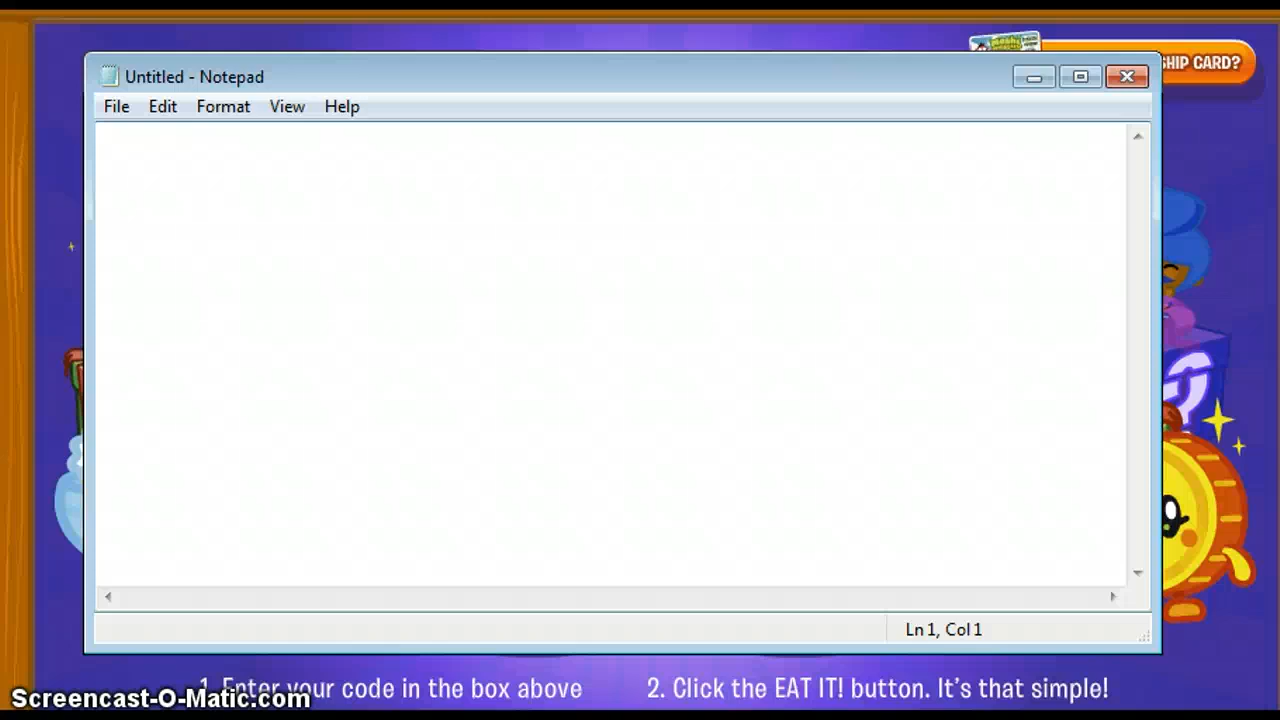 SHIP CARD?
Untitled - Notepad
File Edit Format View Help
Ln 1, Col 1
1. Enter your code in the box above 2. Click the EAT IT! button. It's that simple!
Screencast-O-Matic.com